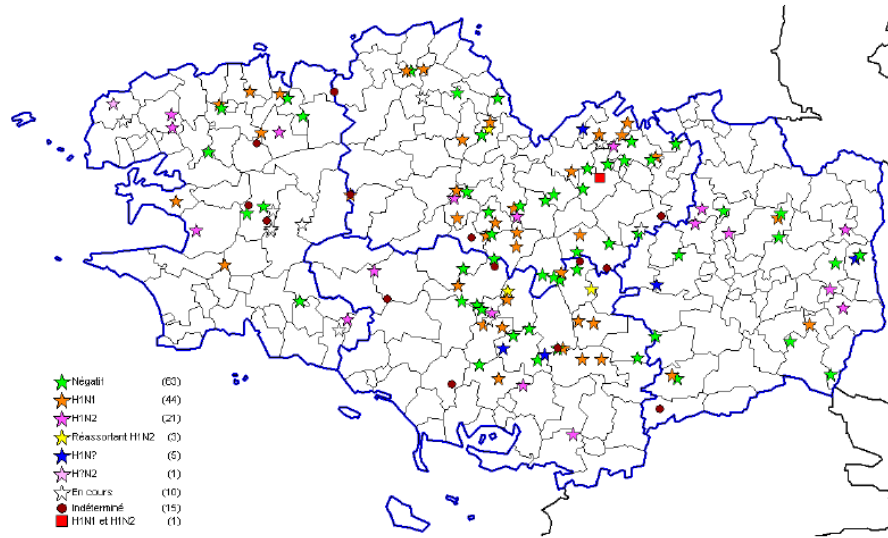 Négatif (63)
H1N1 (44)
H1N2 (21)
Réassortant H1N2 (3)
H1N? (5)
H?N2 (1)
En cours (10)
Indéterminé (15)
H1N1 et H1N2 (1)